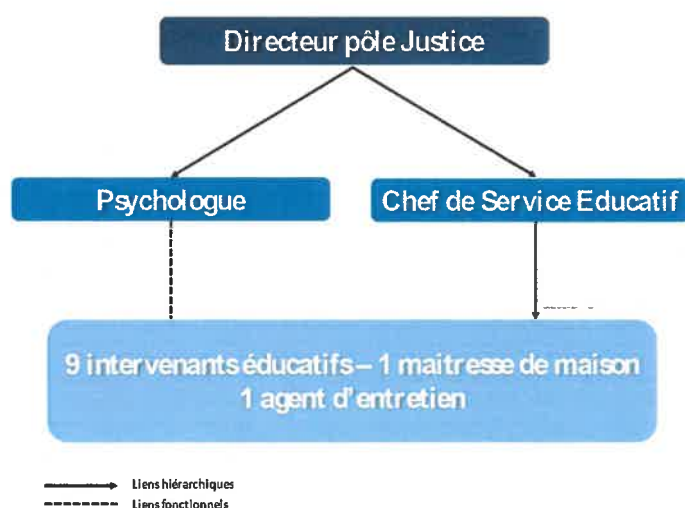 Directeur pôle Justice
Psychologue
Chef de Service Educatif
9 intervenants éducatifs – 1 maitresse de maison
1 agent d'entretien
Liens hiérarchiques
Liens fonctionnels